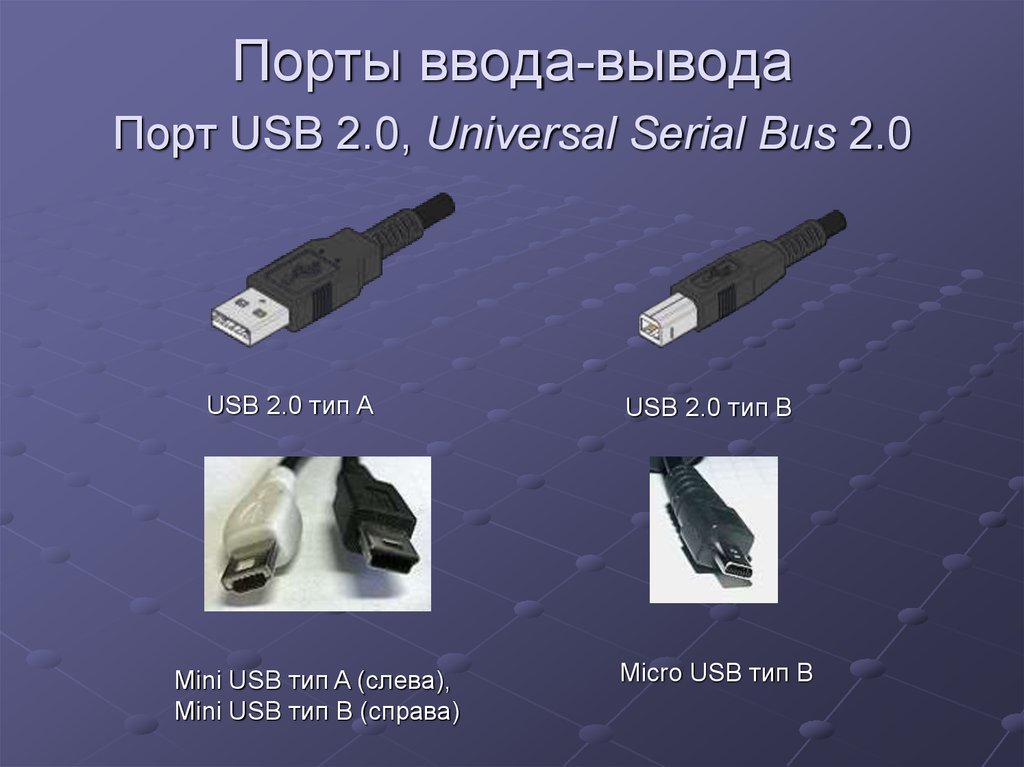 Порты ввода-вывода
Порт USB 2.0, Universal Serial Bus 2.0
USB 2.0 тип A
USB 2.0 тип B
Mini USB тип A (слева),
Mini USB тип B (справа)
Micro USB тип B